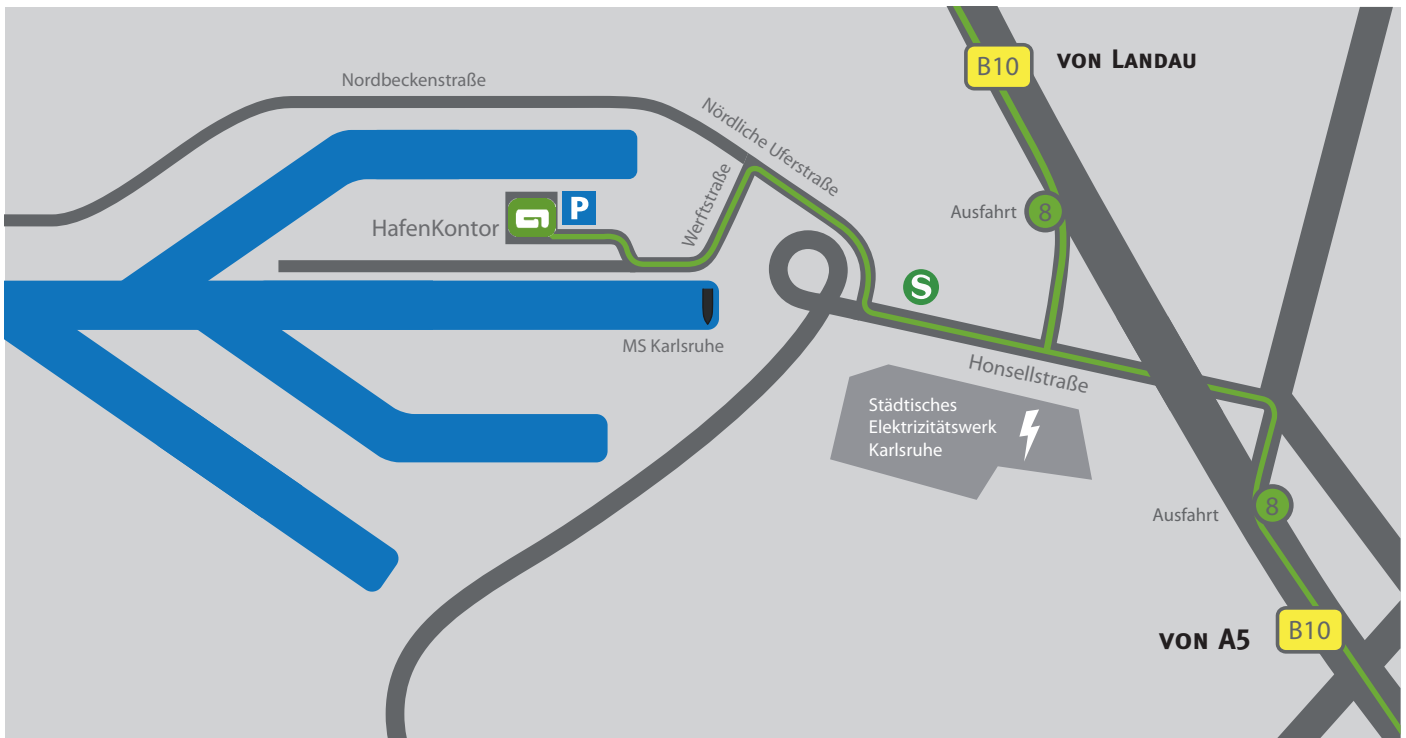 B10
VON LANDAU
Nordbeckenstraße
Nördliche Uferstraße
Werftstraße
P
HafenKontor
Ausfahrt
8
S
MS Karlsruhe
Honsellstraße
Städtisches
Elektrizitätswerk
Karlsruhe
Ausfahrt
8
VON A5
B10